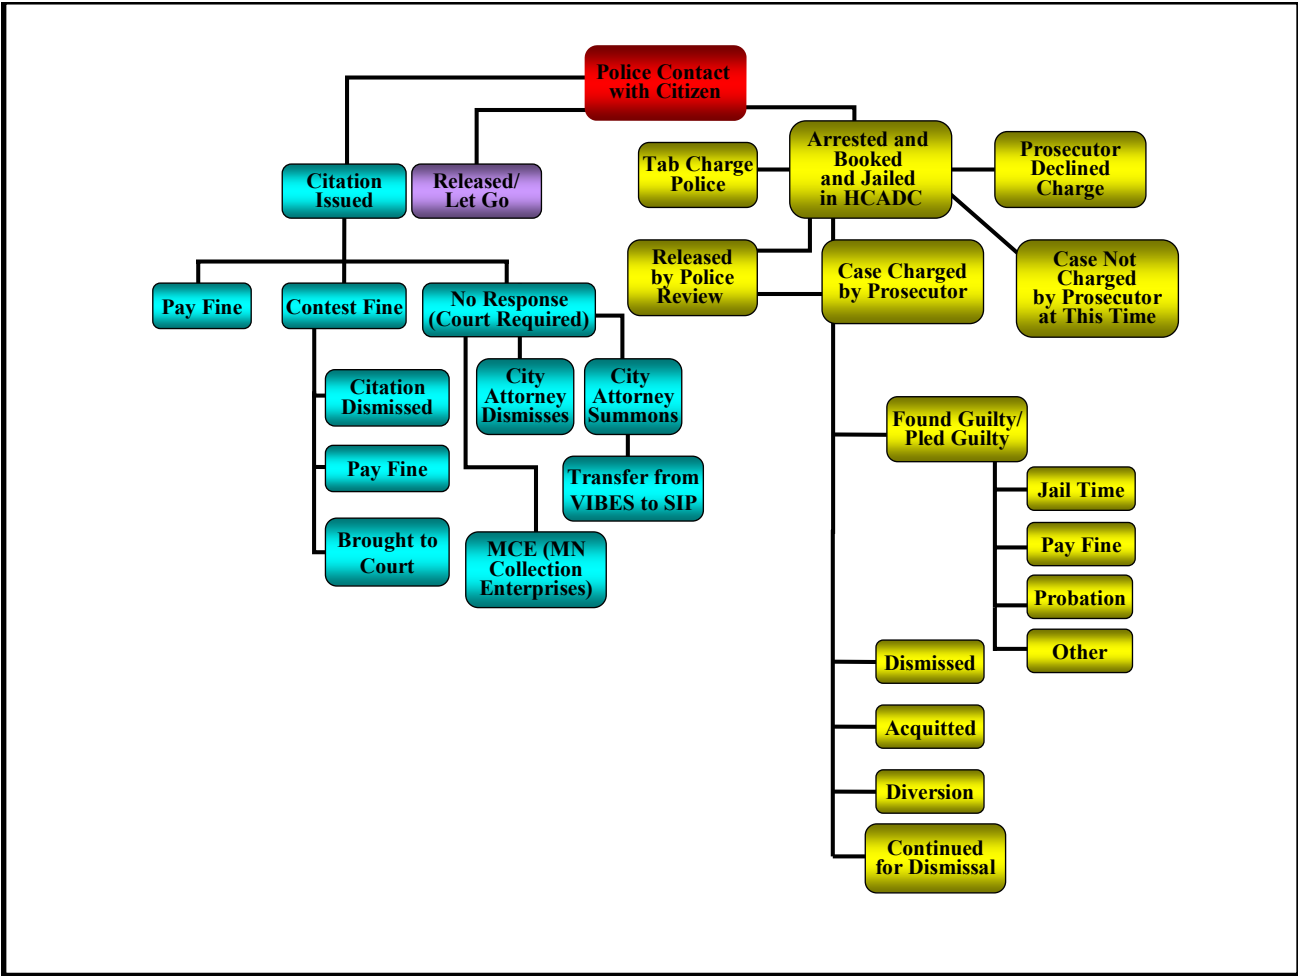 Police Contact
with Citizen
Citation
Issued
Released/
Let Go
Tab Charge
Police
Arrested and
Booked
and Jailed
in HCADC
Prosecutor
Declined
Charge
Released
by Police
Review
Case Charged
by Prosecutor
Case Not
Charged
by Prosecutor
at This Time
Pay Fine
Contest Fine
No Response
(Court Required)
Citation
Dismissed
Pay Fine
Brought to
Court
City
Attorney
Dismisses
City
Attorney
Summons
Transfer from
VIBES to SIP
MCE (MN
Collection
Enterprises)
Found Guilty/
Pled Guilty
Jail Time
Pay Fine
Probation
Other
Dismissed
Acquitted
Diversion
Continued
for Dismissal